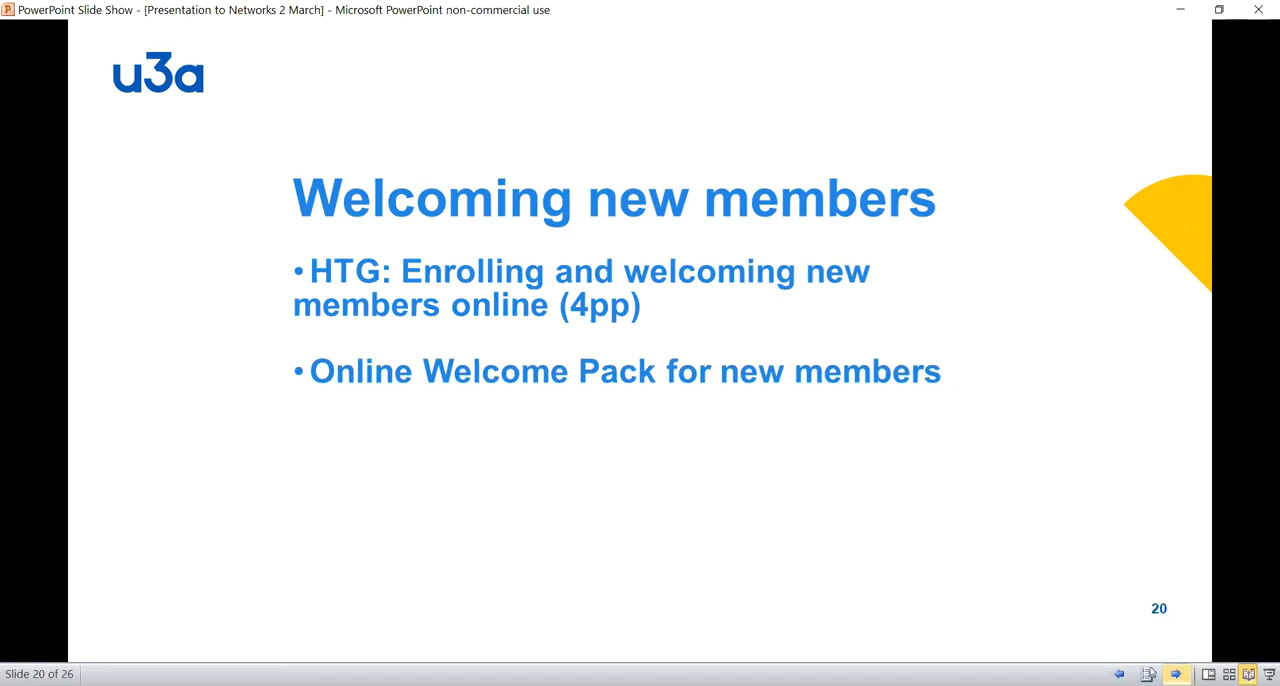 PowerPoint Slide Show - [Presentation to Networks 2 March] - Microsoft PowerPoint non-commercial use
u3a
Welcoming new members
• HTG: Enrolling and welcoming new
members online (4pp)
• Online Welcome Pack for new members
20
Slide 20 of 26